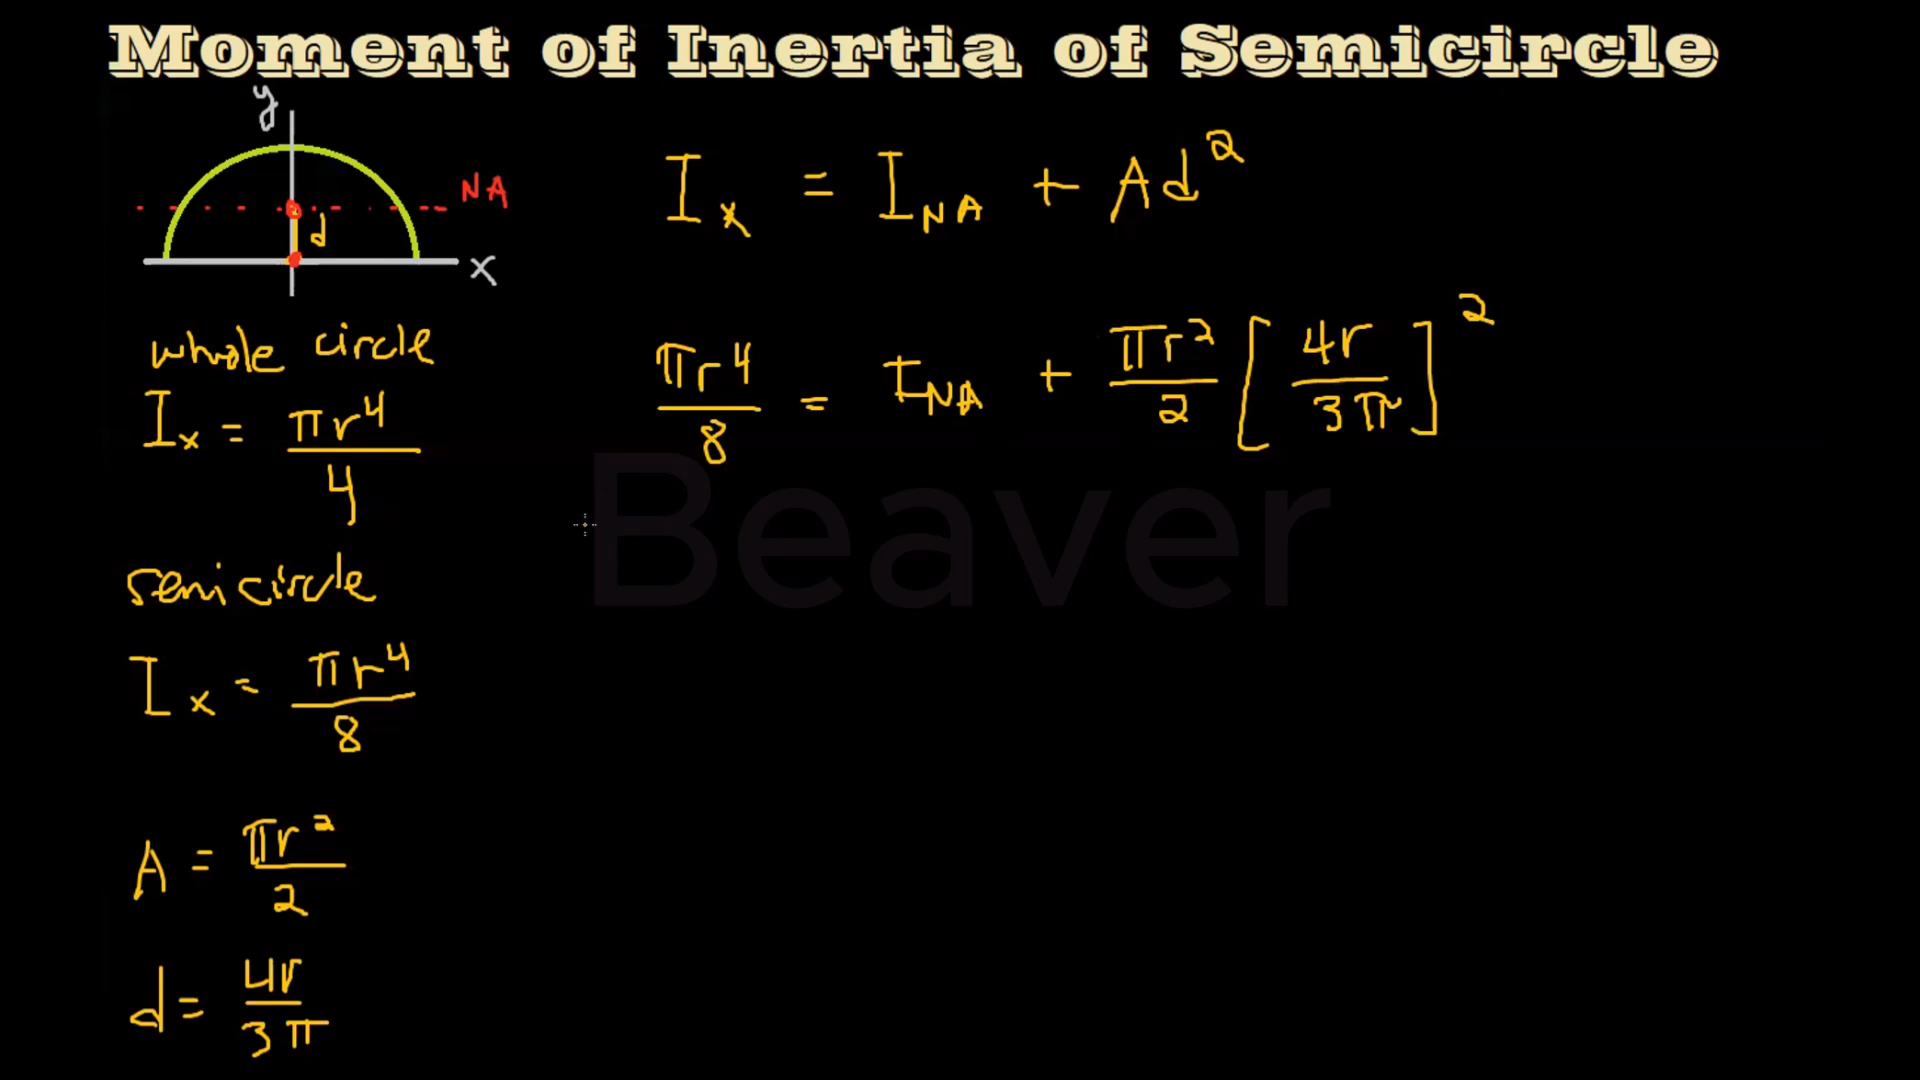 Moment of Inertia of Semicircle
y
NA
d
x
whole circle
Ix = πr⁴/4
semicircle
Ix = πr⁴/8
A = πr²/2
d = 4r/3π
Ix = INA + Ad²
πr⁴/8 = INA + πr²/2 [4r/3π]²
Beaver